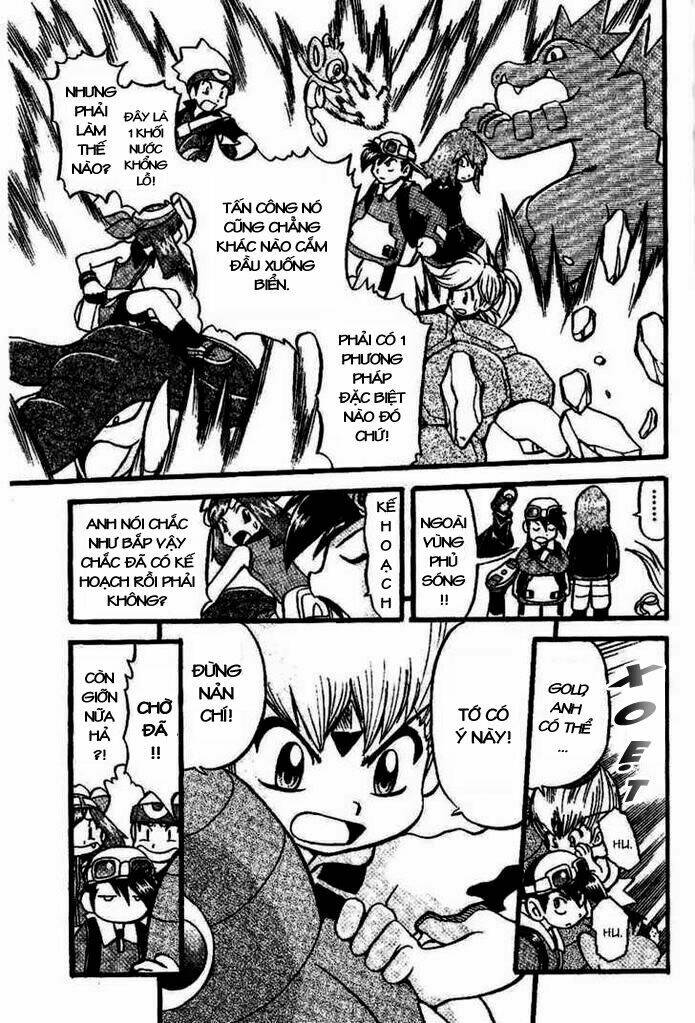 NHƯNG
PHẢI
LÀM
THẾ
NÀO?
ĐÂY LÀ
1 KHỐI
NƯỚC
KHỔNG
LỒ!
TẤN CÔNG NÓ
CŨNG CHẲNG
KHÁC NÀO CẮM
ĐẦU XUỐNG
BIỂN.
PHẢI CÓ 1
PHƯƠNG
PHÁP
ĐẶC BIỆT
NÀO ĐÓ
CHỨ!
.......
NGOÀI
VÙNG
PHỦ
SÓNG
!!
KẾ
HOẠCH
ANH NÓI CHẮC
NHƯ BẮP VẬY
CHẮC ĐÃ CÓ KẾ
HOẠCH RỒI PHẢI
KHÔNG?
XOẸT
GOLD,
ANH
CÓ THỂ
...
HU.
HU.
TỚ CÓ
Ý NÀY!
ĐỪNG
NẢN
CHÍ!
CHỜ
ĐÃ
!!
CÒN
GIỠN
NỮA
HẢ
?!